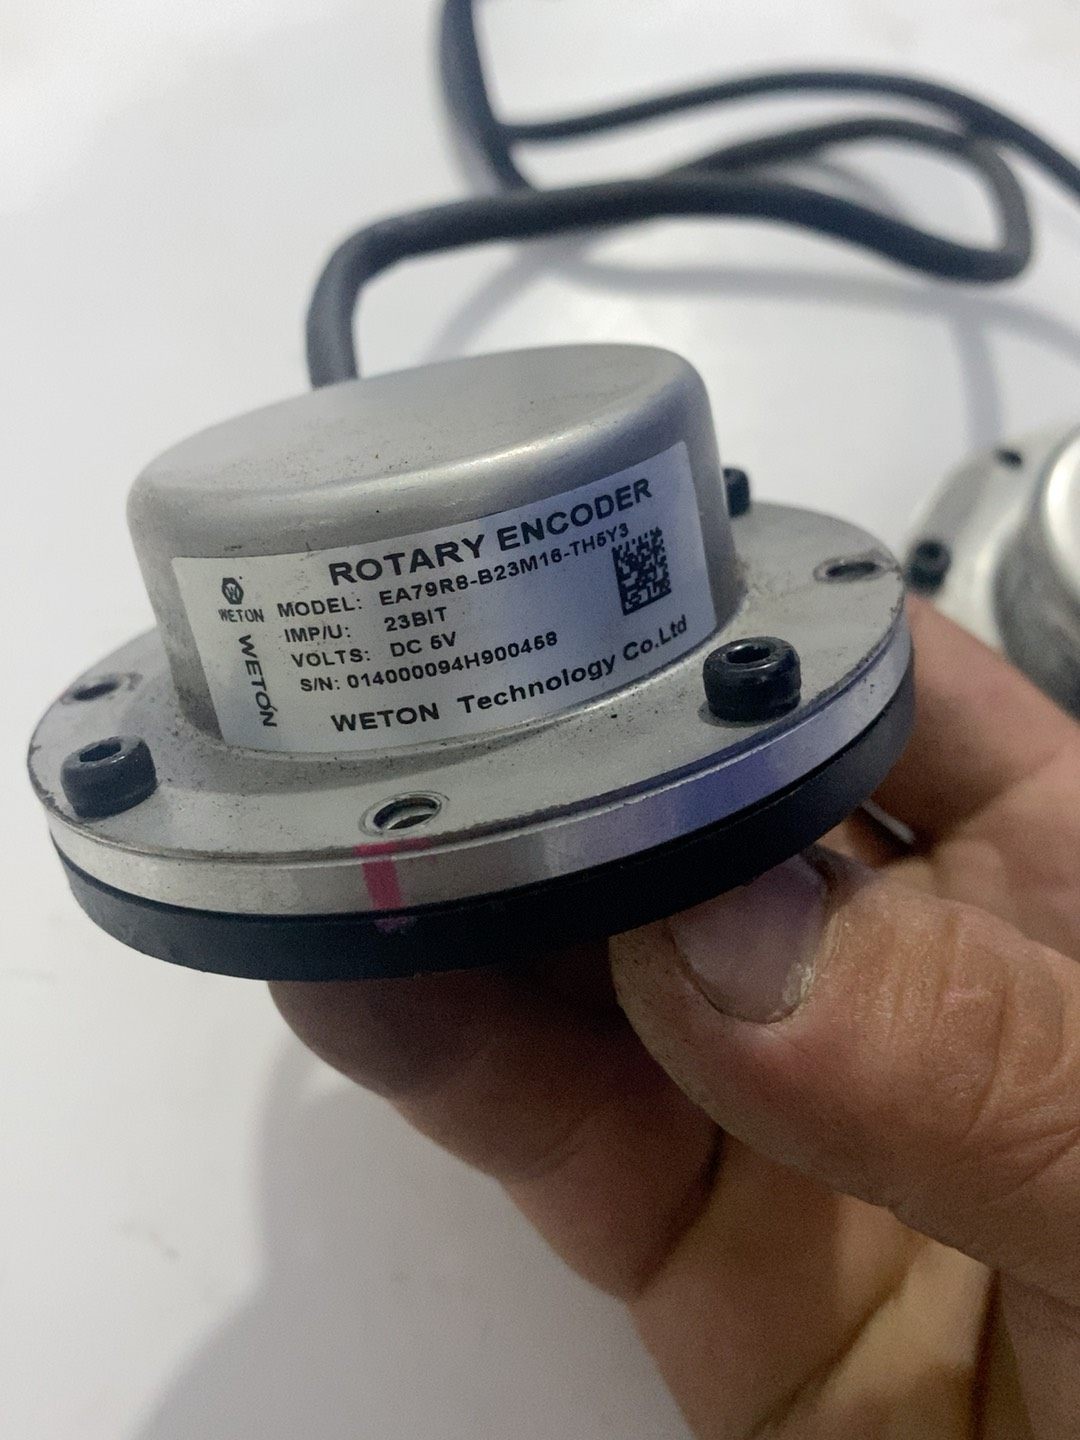 ROTARY ENCODER
WETON
MODEL: EA79R8-B23M16-TH5Y3
IMP/U: 23BIT
VOLTS: DC 5V
S/N: 014000094H900458
WETON
WETON Technology Co.Ltd